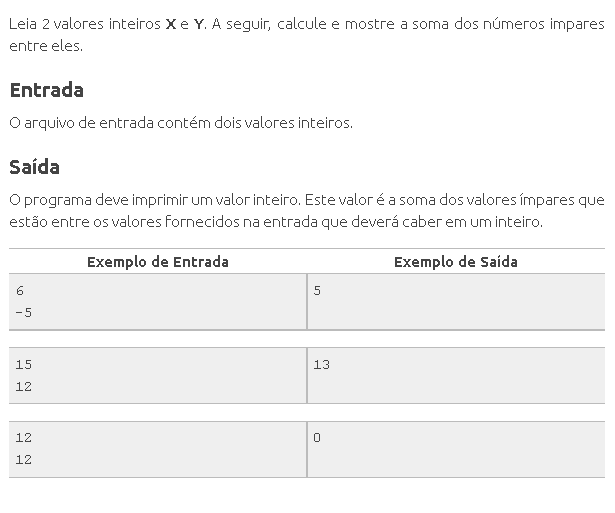 Leia 2 valores inteiros X e Y. A seguir, calcule e mostre a soma dos números impares
entre eles.
Entrada
O arquivo de entrada contém dois valores inteiros.
Saída
O programa deve imprimir um valor inteiro. Este valor é a soma dos valores ímpares que
estão entre os valores fornecidos na entrada que deverá caber em um inteiro.
Exemplo de Entrada Exemplo de Saída
6 5
-5
15 13
12
12 0
12